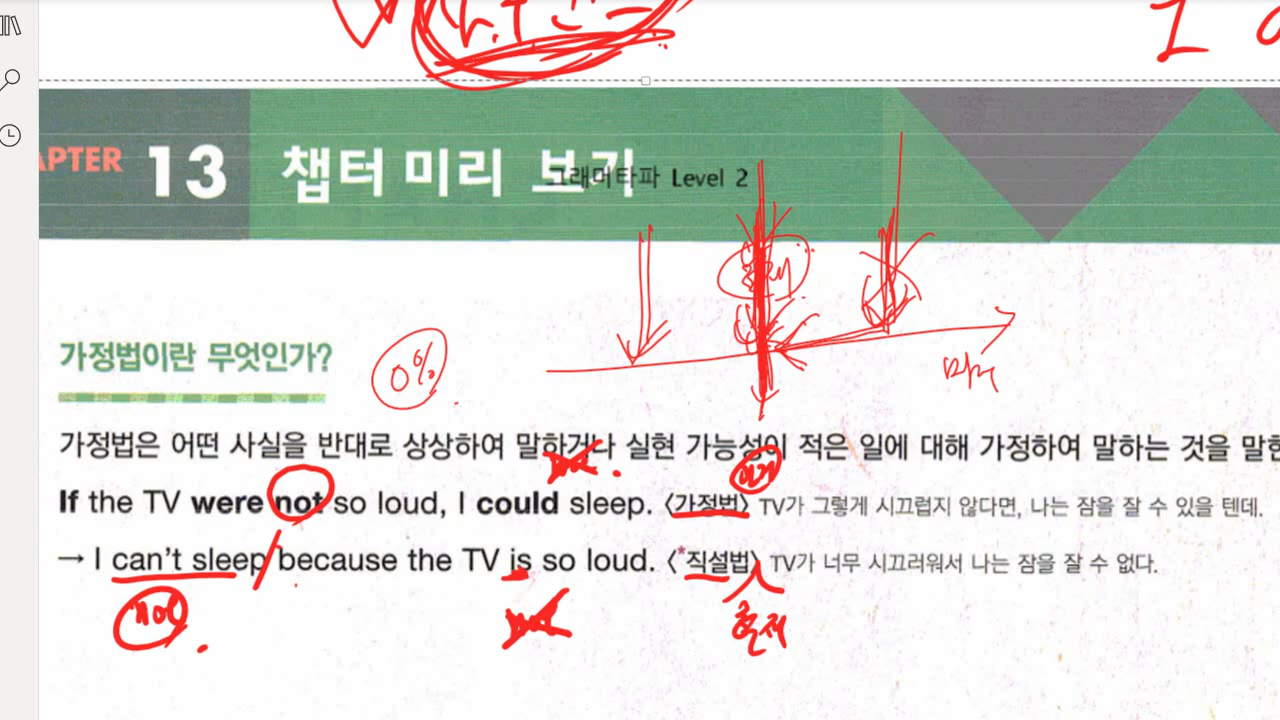 APTER 13 챕터 미리 보기
그래머타파 Level 2
가정법이란 무엇인가?
0%
미래
가정법은 어떤 사실을 반대로 상상하여 말하거나 실현 가능성이 적은 일에 대해 가정하여 말하는 것을 말한
If the TV were not so loud, I could sleep. <가정법> TV가 그렇게 시끄럽지 않다면, 나는 잠을 잘 수 있을 텐데.
→ I can't sleep because the TV is so loud. <*직설법> TV가 너무 시끄러워서 나는 잠을 잘 수 없다.
not
not
현재